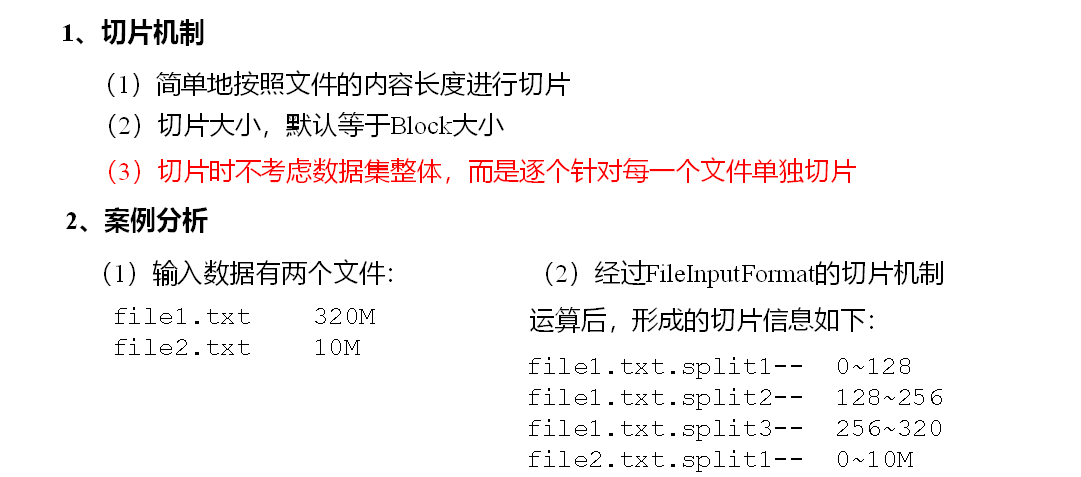 1、切片机制
（1）简单地按照文件的内容长度进行切片
（2）切片大小，默认等于Block大小
（3）切片时不考虑数据集整体，而是逐个针对每一个文件单独切片
2、案例分析
（1）输入数据有两个文件：
file1.txt    320M
file2.txt    10M
（2）经过FileInputFormat的切片机制
运算后，形成的切片信息如下：
file1.txt.split1--  0~128
file1.txt.split2--  128~256
file1.txt.split3--  256~320
file2.txt.split1--  0~10M